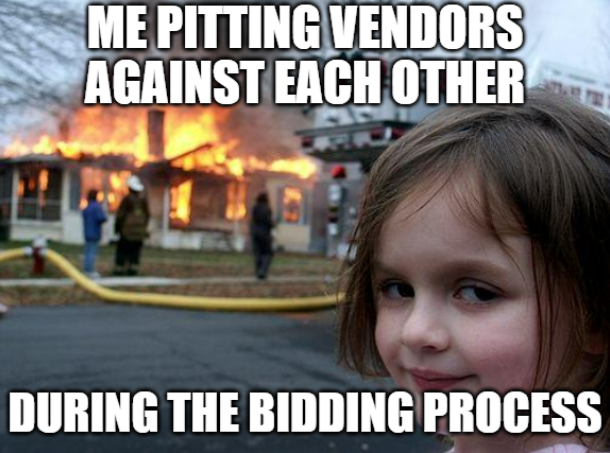 ME PITTING VENDORS
AGAINST EACH OTHER
DURING THE BIDDING PROCESS